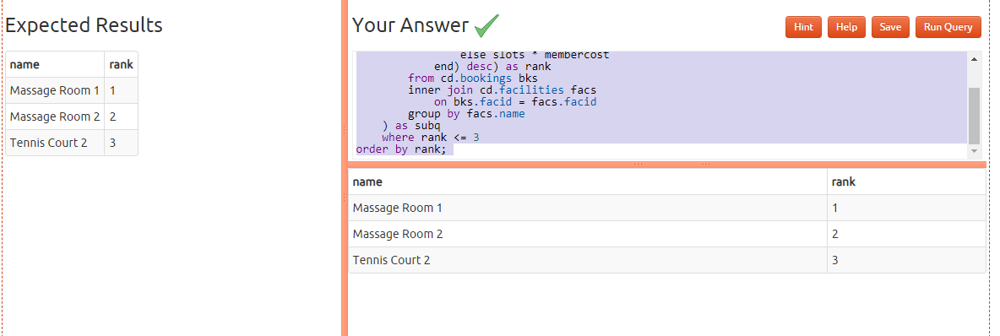 Expected Results
name rank
Massage Room 1 1
Massage Room 2 2
Tennis Court 2 3
Your Answer
Hint Help Save Run Query
else slots * membercost
end) desc) as rank
from cd.bookings bks
inner join cd.facilities facs
on bks.facid = facs.facid
group by facs.name
) as subq
where rank <= 3
order by rank;
name rank
Massage Room 1 1
Massage Room 2 2
Tennis Court 2 3